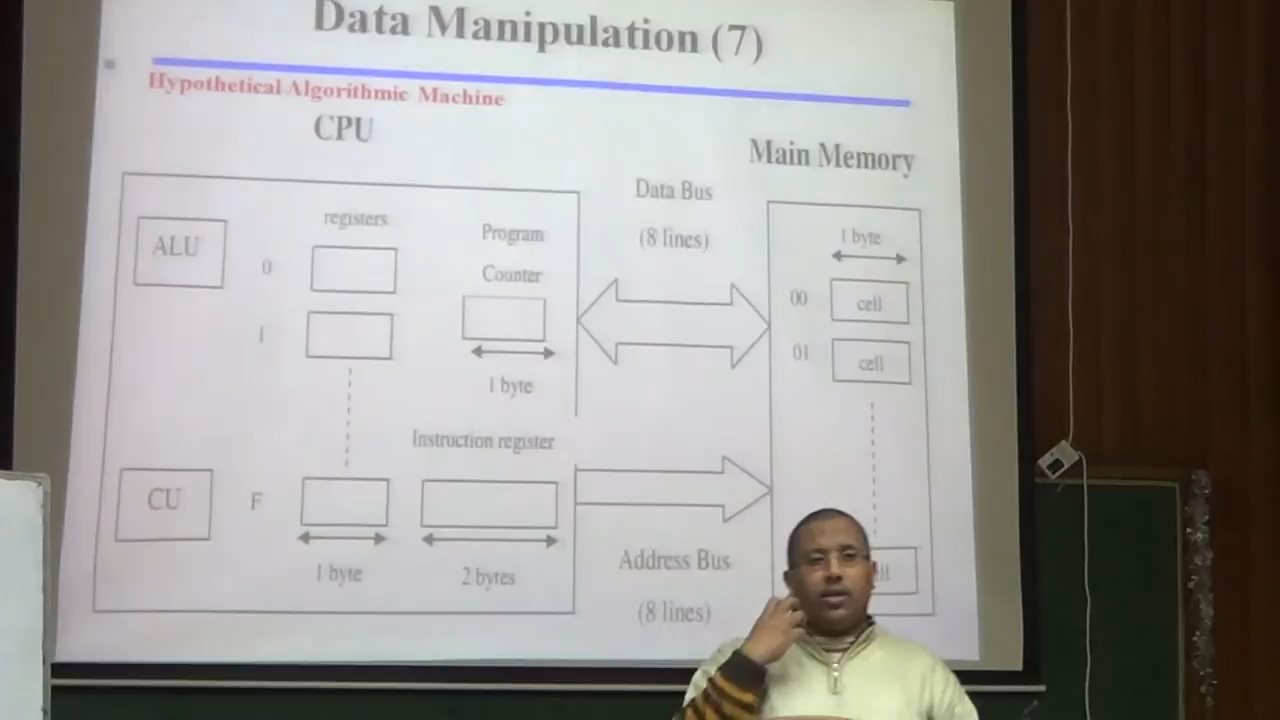 Data Manipulation (7)
Hypothetical Algorithmic Machine
CPU
Main Memory
Data Bus
(8 lines)
registers
Program
Counter
ALU
0
1
1 byte
1 byte
00
cell
01
cell
Instruction register
CU
F
1 byte
2 bytes
Address Bus
(8 lines)